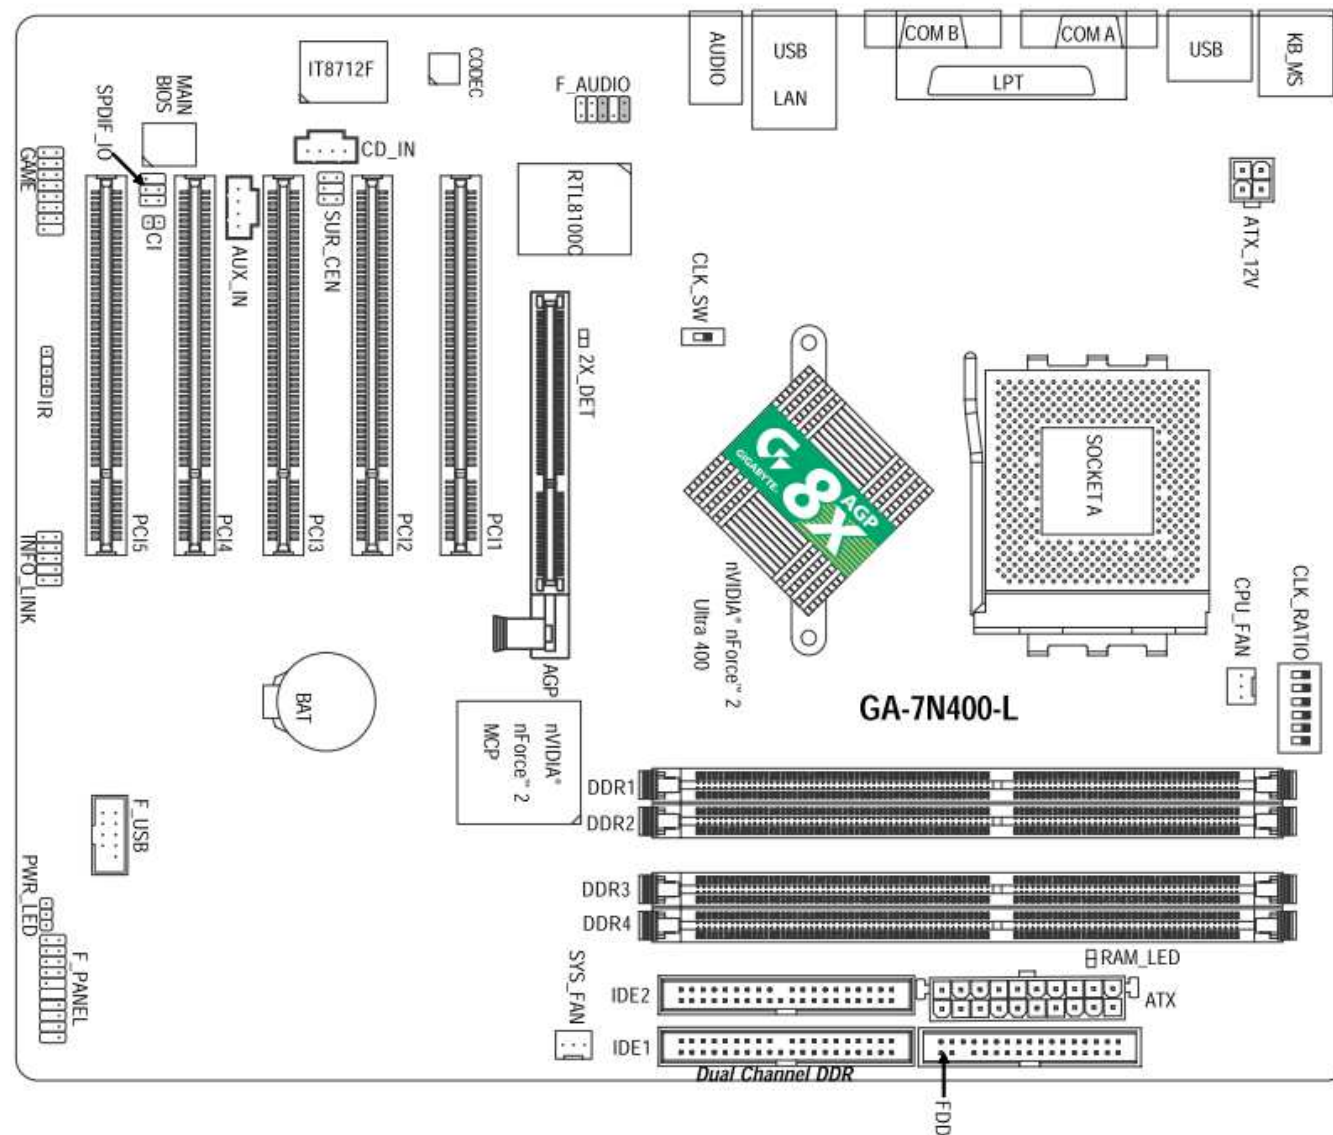 AUDIO
USB
LAN
COM B
COM A
LPT
USB
KB_MS
IT8712F
CODEC
F_AUDIO
MAIN
BIOS
SPDIF_IO
GAME
CD_IN
CI
AUX_IN
SUR_CEN
RTL8100C
ATX_12V
CLK_SW
2X_DET
IR
G
GIGABYTE™
8X
AGP
SOCKET A
PCI5
PCI4
PCI3
PCI2
PCI1
INFO_LINK
AGP
nVIDIA® nForce™ 2
Ultra 400
CPU_FAN
CLK_RATIO
GA-7N400-L
BAT
nVIDIA®
nForce™ 2
MCP
DDR1
DDR2
DDR3
DDR4
F_USB
PWR_LED
F_PANEL
SYS_FAN
RAM_LED
IDE2
ATX
IDE1
Dual Channel DDR
FDD